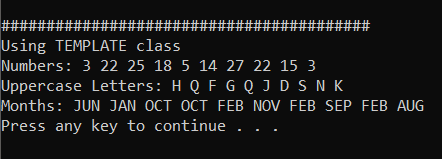 #########################################
Using TEMPLATE class
Numbers: 3 22 25 18 5 14 27 22 15 3
Uppercase Letters: H Q F G Q J D S N K
Months: JUN JAN OCT OCT FEB NOV FEB SEP FEB AUG
Press any key to continue . . .